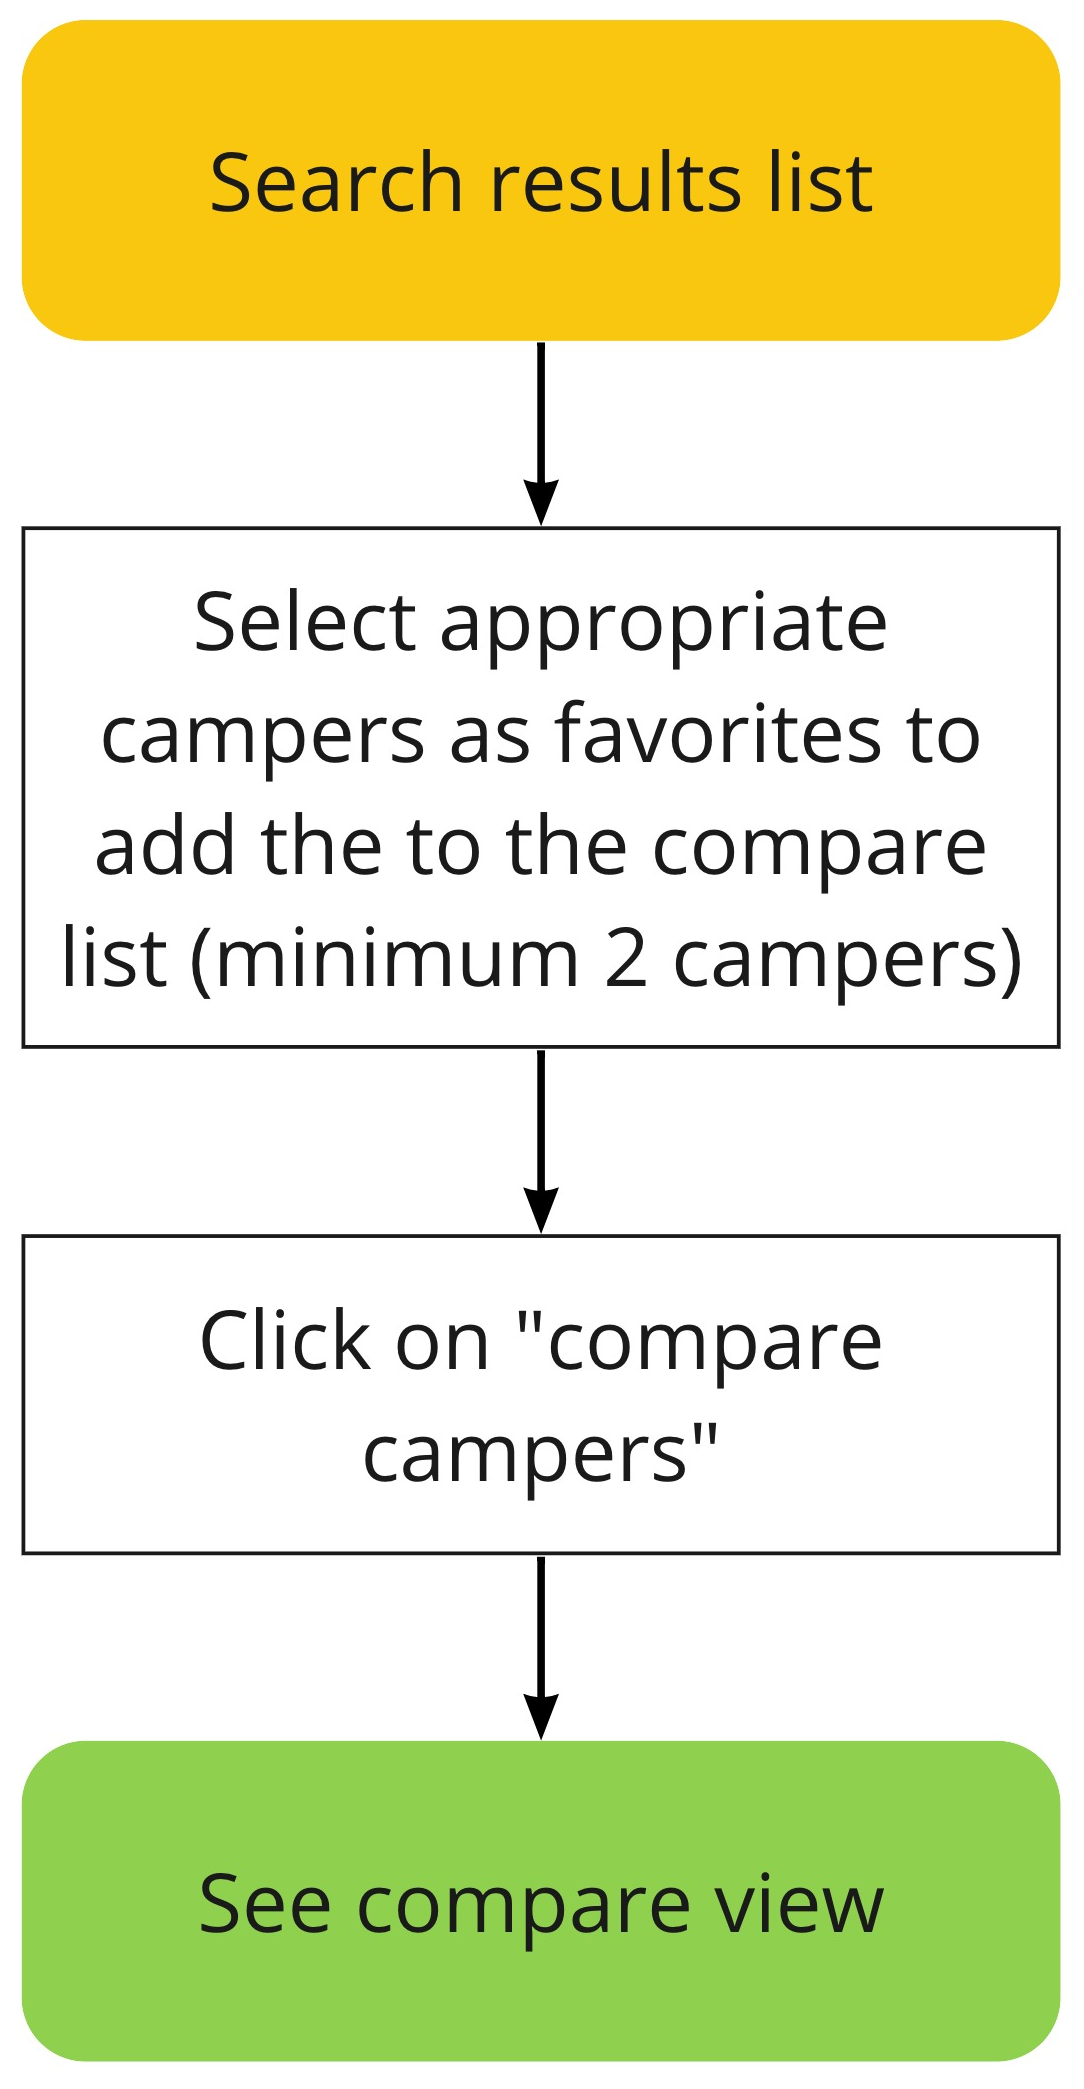 Search results list
Select appropriate
campers as favorites to
add the to the compare
list (minimum 2 campers)
Click on "compare
campers"
See compare view